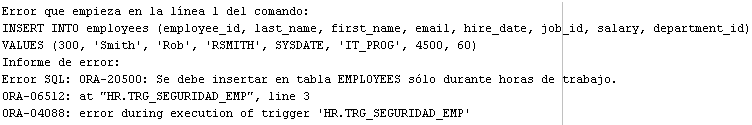 Error que empieza en la línea 1 del comando:
INSERT INTO employees (employee_id, last_name, first_name, email, hire_date, job_id, salary, department_id)
VALUES (300, 'Smith', 'Rob', 'RSMITH', SYSDATE, 'IT_PROG', 4500, 60)
Informe de error:
Error SQL: ORA-20500: Se debe insertar en tabla EMPLOYEES sólo durante horas de trabajo.
ORA-06512: at "HR.TRG_SEGURIDAD_EMP", line 3
ORA-04088: error during execution of trigger 'HR.TRG_SEGURIDAD_EMP'